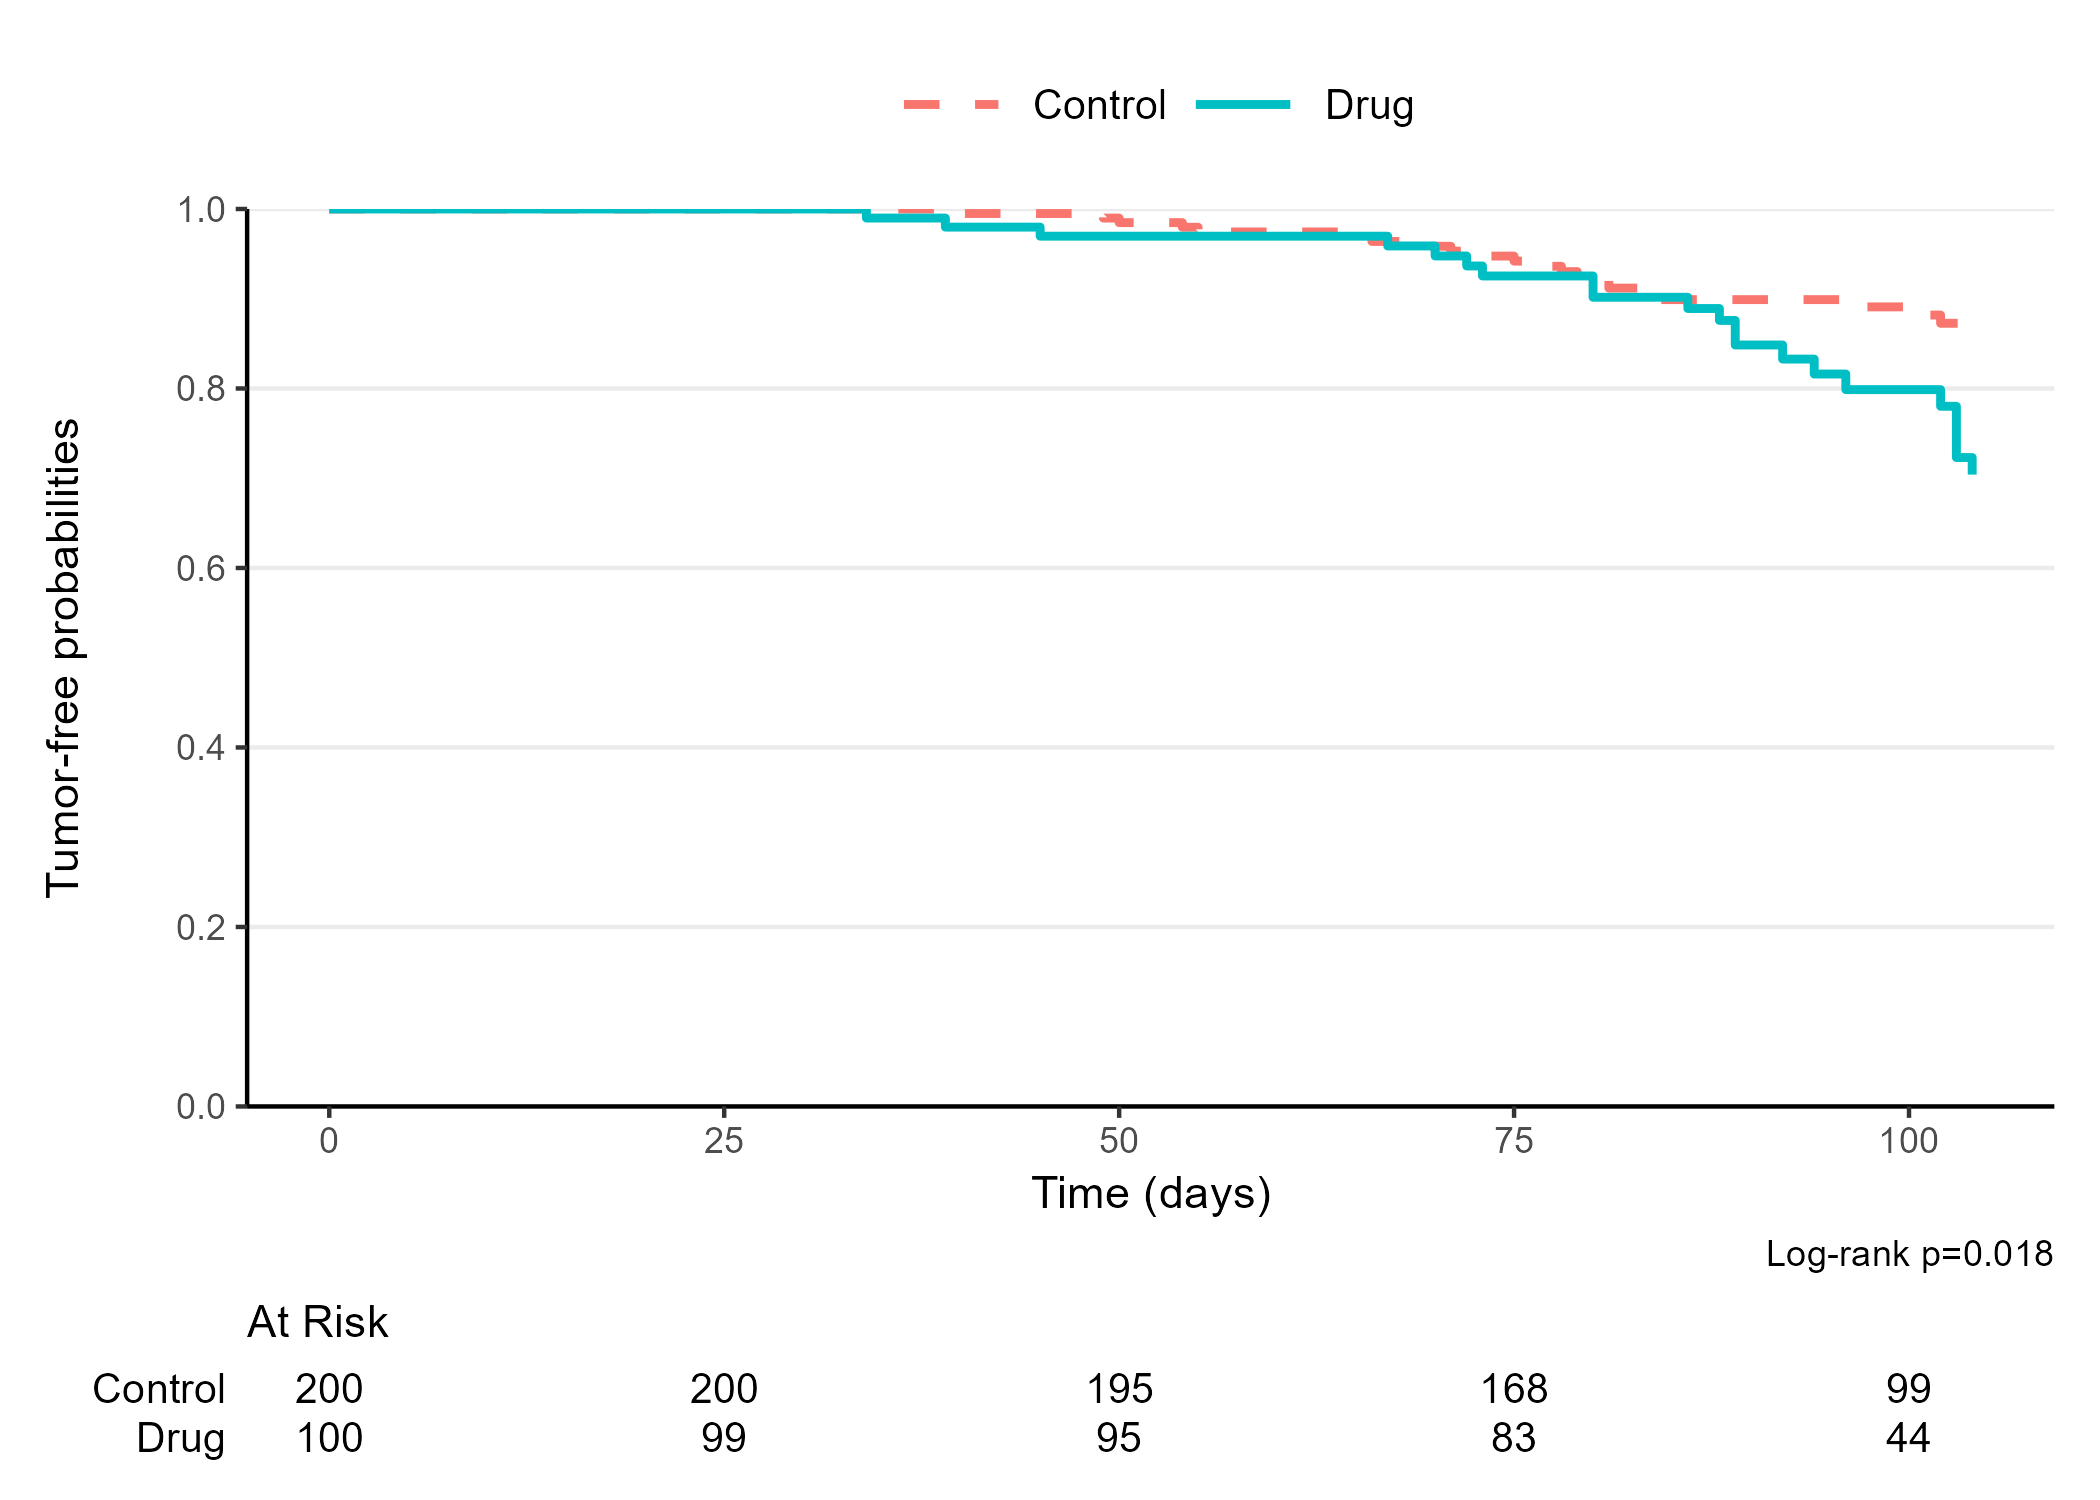 Control Drug
Tumor-free probabilities
1.0
0.8
0.6
0.4
0.2
0.0
0 25 50 75 100
Time (days)
Log-rank p=0.018
At Risk
Control 200 200 195 168 99
Drug 100 99 95 83 44